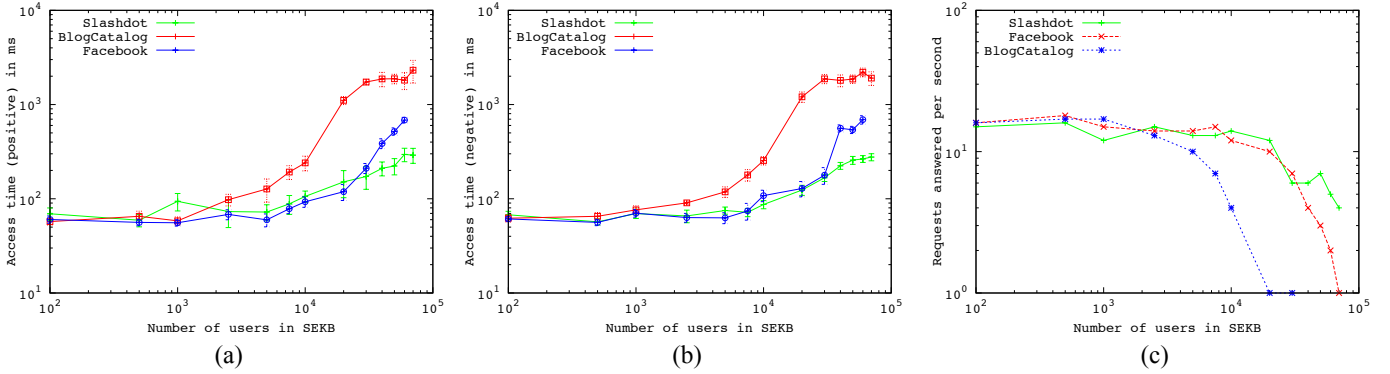 Access time (positive) in ms
10^4
10^3
10^2
10^1
Slashdot
BlogCatalog
Facebook
10^2
10^3
10^4
10^5
Number of users in SEKB
(a)
Access time (negative) in ms
10^4
10^3
10^2
10^1
Slashdot
BlogCatalog
Facebook
10^2
10^3
10^4
10^5
Number of users in SEKB
(b)
Requests answered per second
10^2
10^1
10^0
Slashdot
Facebook
BlogCatalog
10^2
10^3
10^4
10^5
Number of users in SEKB
(c)